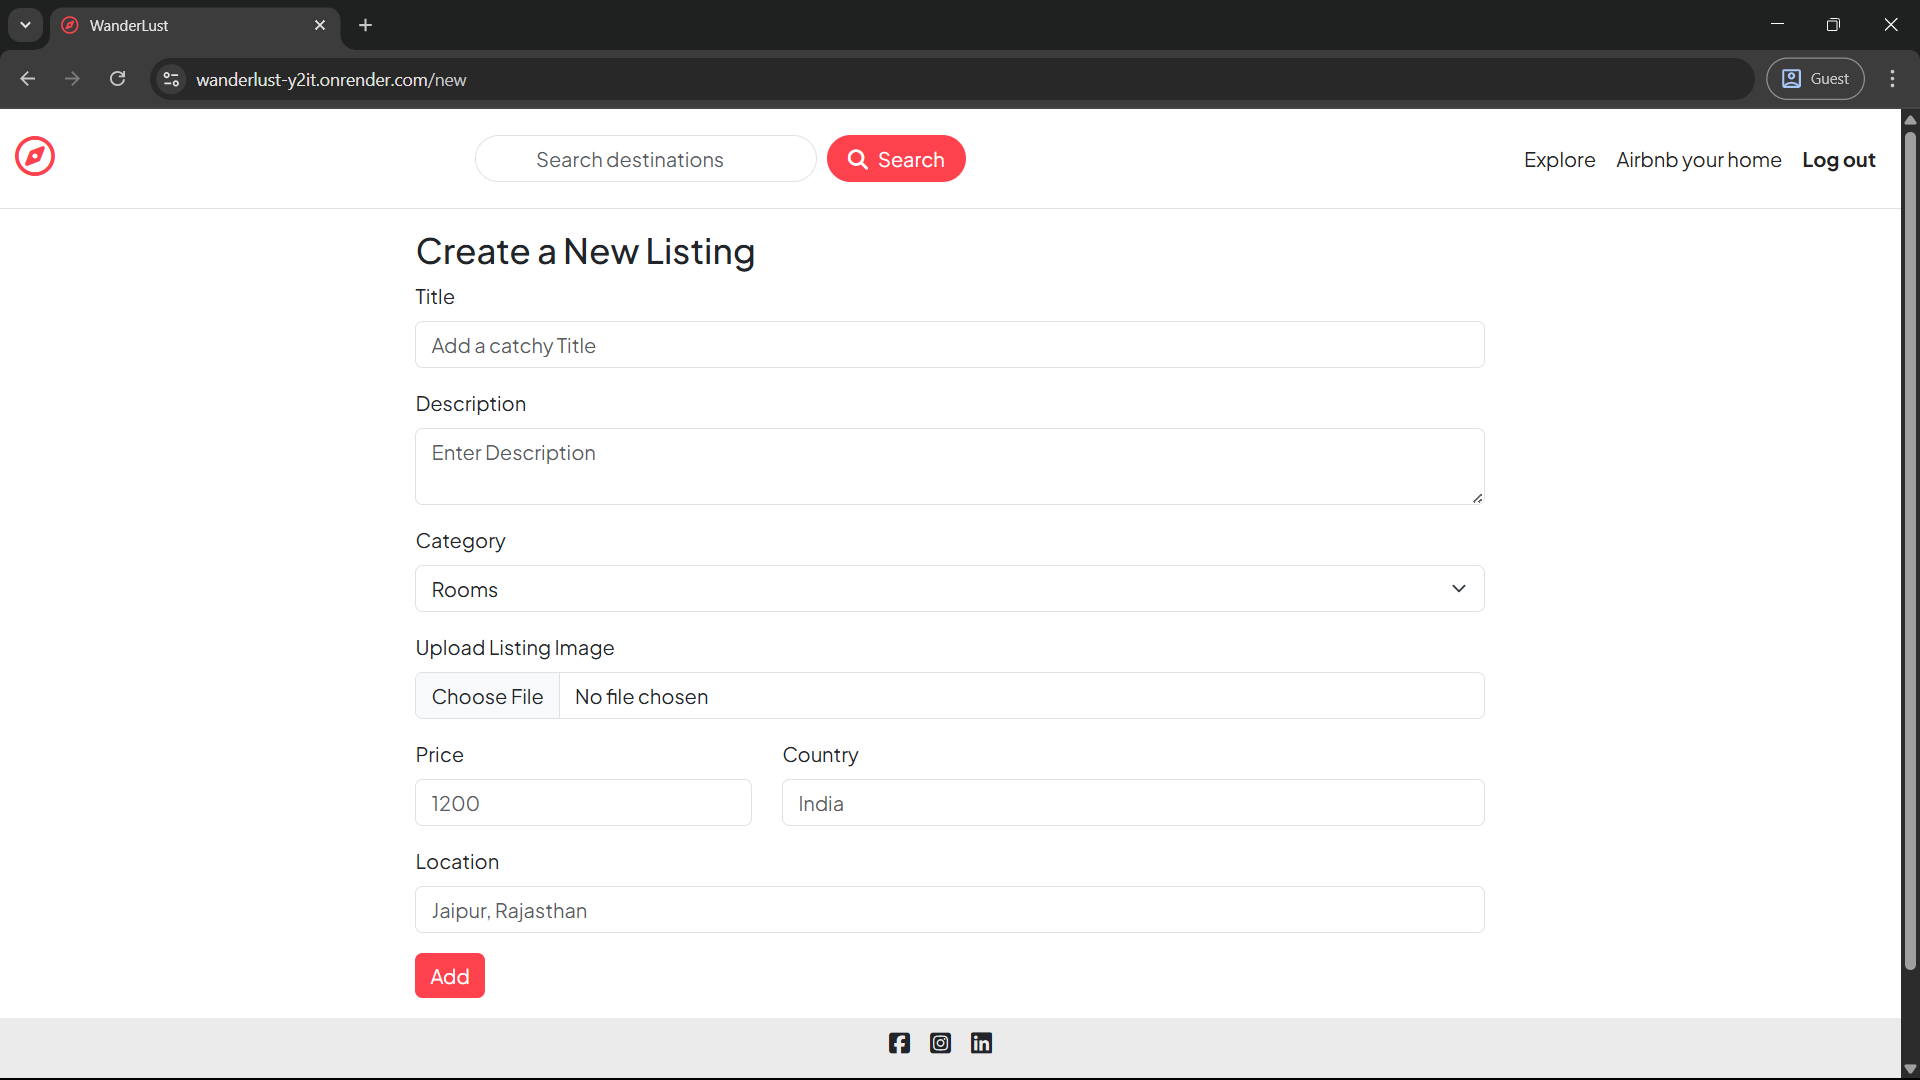 WanderLust
wanderlust-y2it.onrender.com/new
Guest
Search destinations
Search
Explore
Airbnb your home
Log out
Create a New Listing
Title
Add a catchy Title
Description
Enter Description
Category
Rooms
Upload Listing Image
Choose File
No file chosen
Price
Country
1200
India
Location
Jaipur, Rajasthan
Add